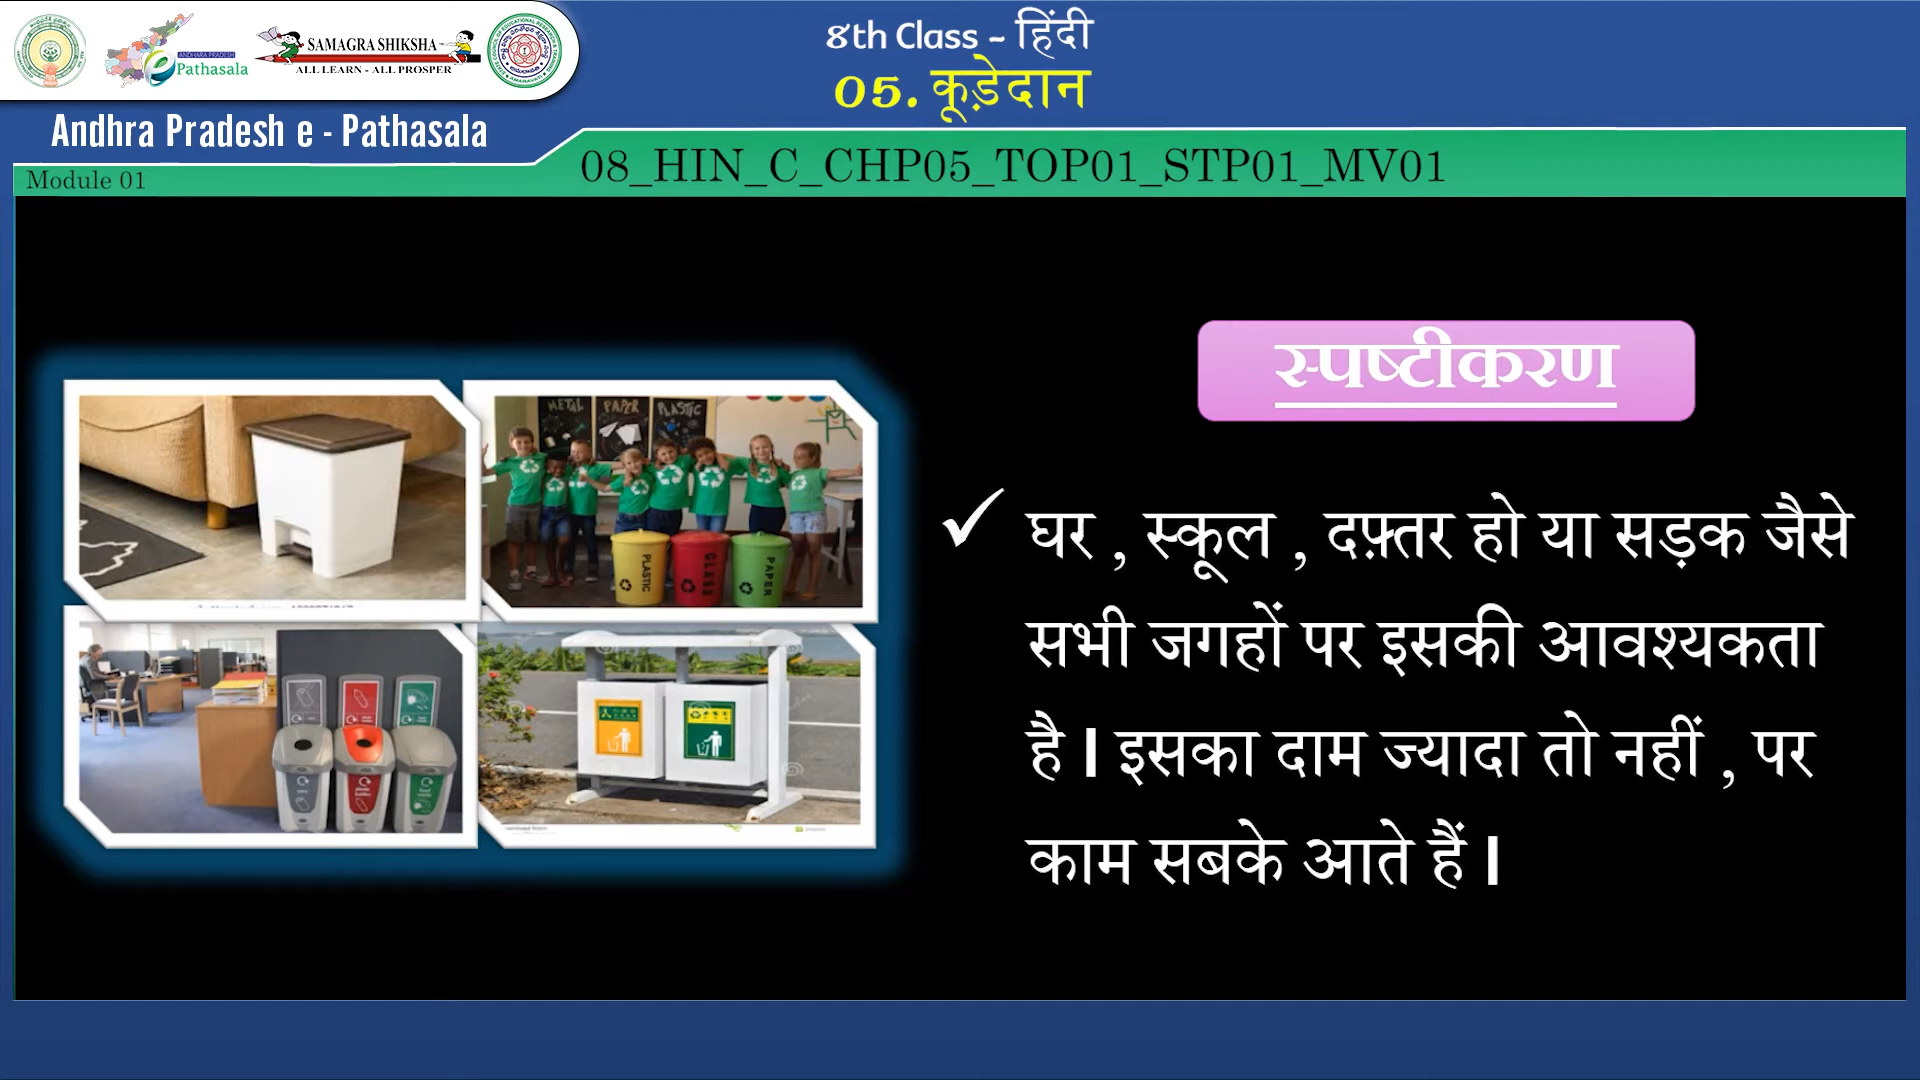 8th Class - हिंदी
05. कूड़ेदान
ANDHRA PRADESH
e Pathasala
SAMAGRA SHIKSHA
ALL LEARN - ALL PROSPER
Andhra Pradesh e - Pathasala
08_HIN_C_CHP05_TOP01_STP01_MV01
Module 01
स्पष्टीकरण
✓ घर , स्कूल , दफ़्तर हो या सड़क जैसे
सभी जगहों पर इसकी आवश्यकता
है l इसका दाम ज्यादा तो नहीं , पर
काम सबके आते हैं l
METAL
PAPER
PLASTIC
PLASTIC
GLASS
PAPER